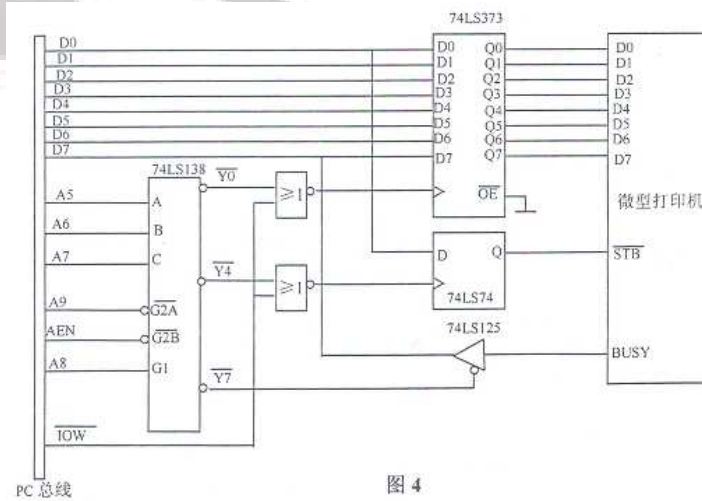 74LS373
D0
D1
D2
D3
D4
D5
D6
D7
D0
D1
D2
D3
D4
D5
D6
D7
Q0
Q1
Q2
Q3
Q4
Q5
Q6
Q7
OE
D0
D1
D2
D3
D4
D5
D6
D7
微型打印机
STB
BUSY
74LS138
A5
A6
A7
A9
AEN
A8
IOW
A
B
C
G2A
G2B
G1
Y0
Y4
Y7
≥1
≥1
D
Q
74LS74
74LS125
PC 总线
图 4